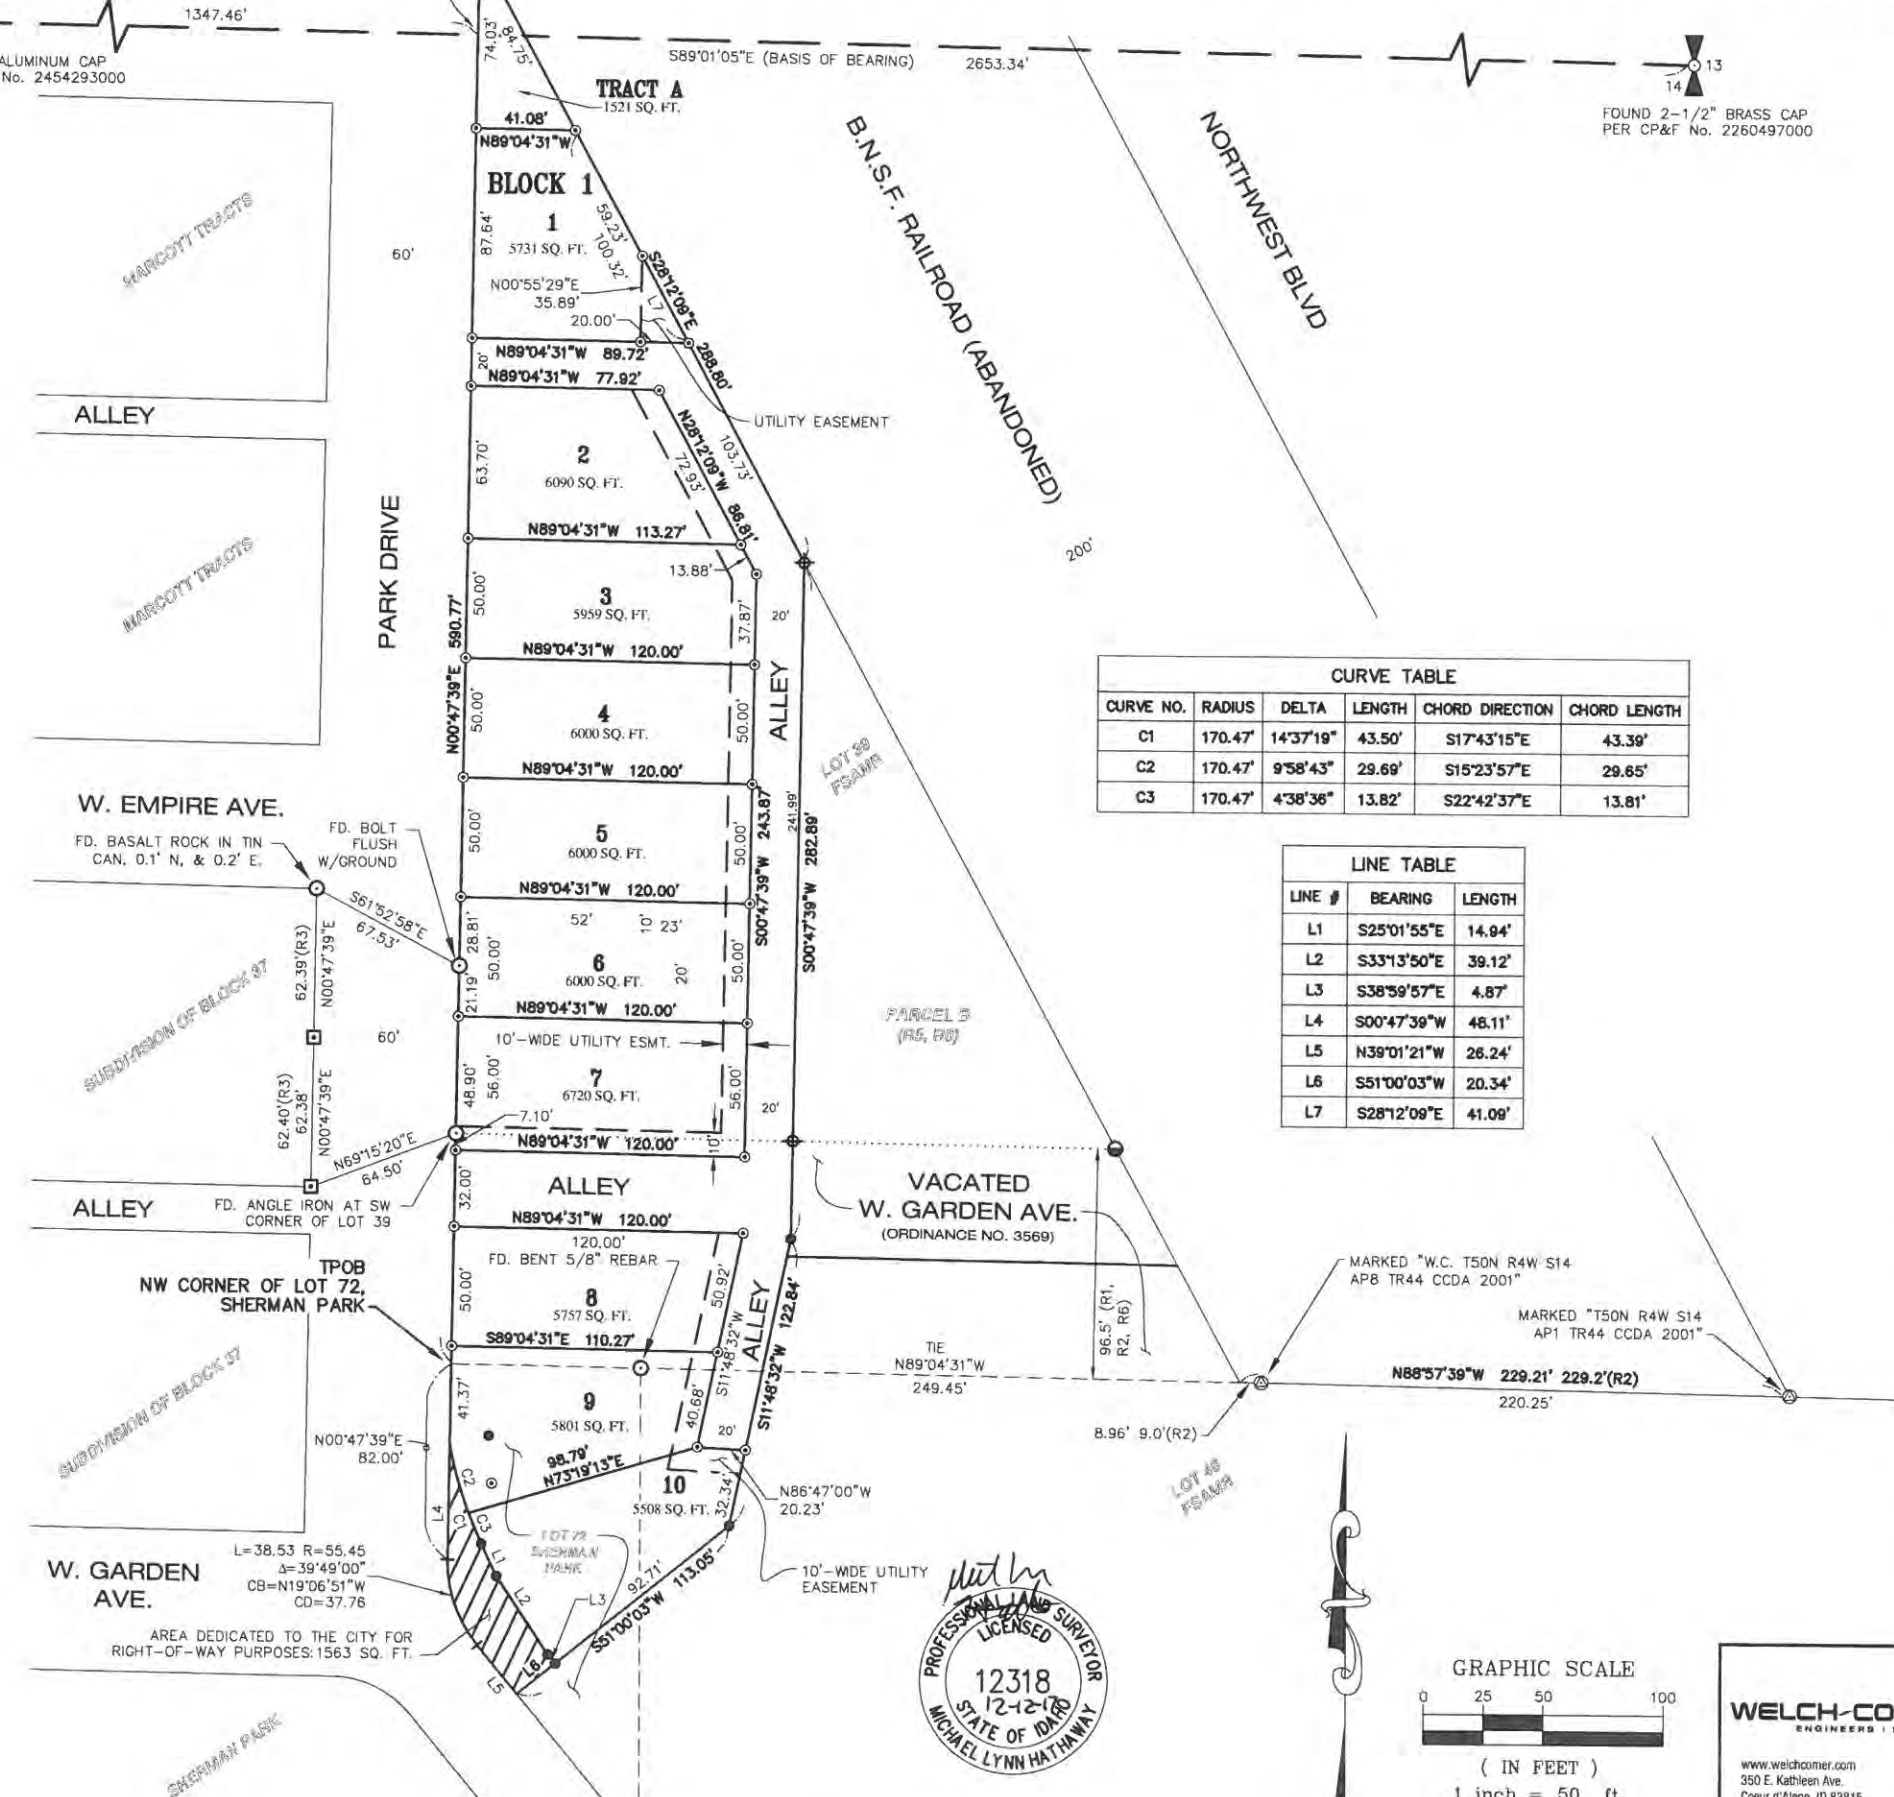 1347.46'
ALUMINUM CAP
No. 2454293000
74.03'
84.75'
S89°01'05"E (BASIS OF BEARING)
2653.34'
13
14
FOUND 2-1/2" BRASS CAP
PER CP&F No. 2260497000
TRACT A
1521 SQ. FT.
41.08'
N89°04'31"W
BLOCK 1
1
5731 SQ. FT.
87.64'
59.23'
100.32'
S28°12'09"E 288.80'
N00°55'29"E
35.89'
L7
20.00'
N89°04'31"W 89.72'
20'
N89°04'31"W 77.92'
MARCOTT TRACTS
60'
B.N.S.F. RAILROAD (ABANDONED)
NORTHWEST BLVD
200'
ALLEY
UTILITY EASEMENT
103.73'
N28°12'09"W 86.81'
72.93'
2
6090 SQ. FT.
63.70'
N89°04'31"W 113.27'
13.88'
PARK DRIVE
MARCOTT TRACTS
3
5959 SQ. FT.
50.00'
37.87'
20'
N89°04'31"W 120.00'
N00°47'39"E 590.77'
4
6000 SQ. FT.
50.00'
50.00'
ALLEY
N89°04'31"W 120.00'
LOT 39
FSAMR
CURVE TABLE
CURVE NO. RADIUS DELTA LENGTH CHORD DIRECTION CHORD LENGTH
C1 170.47' 14°37'19" 43.50' S17°43'15"E 43.39'
C2 170.47' 9°58'43" 29.69' S15°23'57"E 29.65'
C3 170.47' 4°38'36" 13.82' S22°42'37"E 13.81'
LINE TABLE
LINE # BEARING LENGTH
L1 S25°01'55"E 14.94'
L2 S33°13'50"E 39.12'
L3 S38°59'57"E 4.87'
L4 S00°47'39"W 48.11'
L5 N39°01'21"W 26.24'
L6 S51°00'03"W 20.34'
L7 S28°12'09"E 41.09'
W. EMPIRE AVE.
FD. BASALT ROCK IN TIN
CAN, 0.1' N, & 0.2' E.
FD. BOLT
FLUSH
W/GROUND
5
6000 SQ. FT.
50.00'
50.00'
S00°47'39"W 243.87'
241.99'
S00°47'39"W 282.89'
N89°04'31"W 120.00'
S61°52'58"E
67.53'
28.81'
50.00'
21.19'
52'
10'
23'
6
6000 SQ. FT.
20'
50.00'
N89°04'31"W 120.00'
62.39'(R3)
N00°47'39"E
SUBDIVISION OF BLOCK 37
60'
10'-WIDE UTILITY ESMT.
7
6720 SQ. FT.
48.90'
56.00'
56.00'
20'
7.10'
10'
N89°04'31"W 120.00'
PARCEL B
(R5, R6)
62.40'(R3)
62.38'
N00°47'39"E
N69°15'20"E
64.50'
ALLEY
FD. ANGLE IRON AT SW
CORNER OF LOT 39
32.00'
ALLEY
N89°04'31"W 120.00'
120.00'
FD. BENT 5/8" REBAR
VACATED
W. GARDEN AVE.
(ORDINANCE NO. 3569)
TPOB
NW CORNER OF LOT 72,
SHERMAN PARK
8
5757 SQ. FT.
50.00'
50.92'
S89°04'31"E 110.27'
S11°48'32"W
ALLEY
S11°48'32"W 122.84'
96.5' (R1,
R2, R6)
MARKED "W.C. T50N R4W S14
AP8 TR44 CCDA 2001"
MARKED "T50N R4W S14
AP1 TR44 CCDA 2001"
TIE
N89°04'31"W
249.45'
N88°57'39"W 229.21' 229.2'(R2)
220.25'
8.96' 9.0'(R2)
SUBDIVISION OF BLOCK 37
41.37'
9
5801 SQ. FT.
40.68'
20'
N00°47'39"E
82.00'
98.79'
N73°19'13"E
10
5508 SQ. FT.
32.34'
N86°47'00"W
20.23'
LOT 46
FSAMR
L4
C2
C1
C3
LOT 72
SHERMAN
PARK
W. GARDEN
AVE.
L=38.53 R=55.45
Δ=39°49'00"
CB=N19°06'51"W
CD=37.76
L1
L2
L3
L6
L5
92.71'
S51°00'03"W 113.05'
10'-WIDE UTILITY
EASEMENT
AREA DEDICATED TO THE CITY FOR
RIGHT-OF-WAY PURPOSES: 1563 SQ. FT.
SHERMAN PARK
PROFESSIONAL LAND SURVEYOR
LICENSED
12318
12-12-17
STATE OF IDAHO
MICHAEL LYNN HATHAWAY
GRAPHIC SCALE
0 25 50 100
( IN FEET )
1 inch = 50 ft.
WELCH-CO
ENGINEERS
www.welchcomer.com
350 E. Kathleen Ave.
Coeur d'Alene, ID 83815